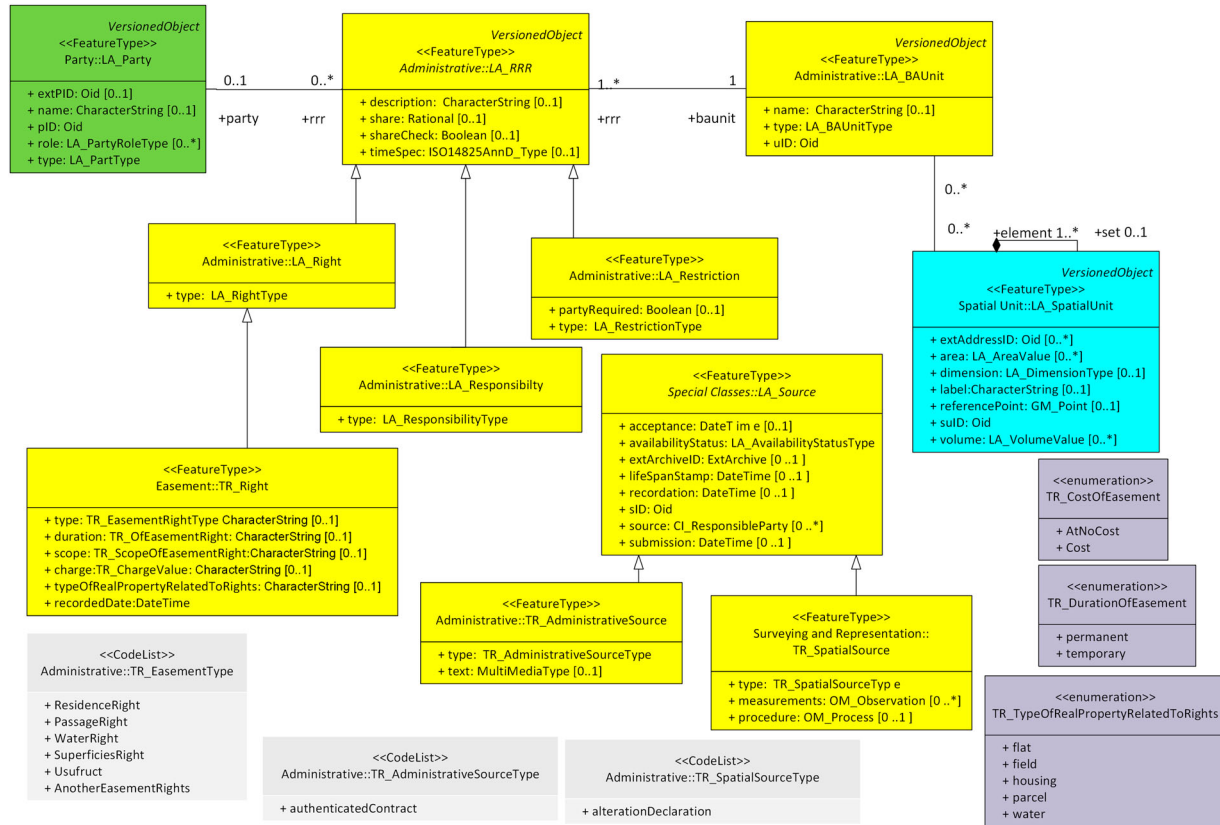 VersionedObject
<<FeatureType>>
Party::LA_Party
+ extPID: Oid [0..1]
+ name: CharacterString [0..1]
+ pID: Oid
+ role: LA_PartyRoleType [0..*]
+ type: LA_PartType
0..1
0..*
+party
+rrr
VersionedObject
<<FeatureType>>
Administrative::LA_RRR
+ description: CharacterString [0..1]
+ share: Rational [0..1]
+ shareCheck: Boolean [0..1]
+ timeSpec: ISO14825AnnD_Type [0..1]
1..*
1
+rrr
+baunit
VersionedObject
<<FeatureType>>
Administrative::LA_BAUnit
+ name: CharacterString [0..1]
+ type: LA_BAUnitType
+ uID: Oid
0..*
0..*
+element 1..*
+set 0..1
<<FeatureType>>
Administrative::LA_Right
+ type: LA_RightType
<<FeatureType>>
Administrative::LA_Restriction
+ partyRequired: Boolean [0..1]
+ type: LA_RestrictionType
VersionedObject
<<FeatureType>>
Spatial Unit::LA_SpatialUnit
+ extAddressID: Oid [0..*]
+ area: LA_AreaValue [0..*]
+ dimension: LA_DimensionType [0..1]
+ label:CharacterString [0..1]
+ referencePoint: GM_Point [0..1]
+ suID: Oid
+ volume: LA_VolumeValue [0..*]
<<FeatureType>>
Administrative::LA_Responsibilty
+ type: LA_ResponsibilityType
<<FeatureType>>
Special Classes::LA_Source
+ acceptance: DateT im e [0..1]
+ availabilityStatus: LA_AvailabilityStatusType
+ extArchiveID: ExtArchive [0 ..1 ]
+ lifeSpanStamp: DateTime [0 ..1 ]
+ recordation: DateTime [0 ..1 ]
+ sID: Oid
+ source: CI_ResponsibleParty [0 ..*]
+ submission: DateTime [0 ..1 ]
<<FeatureType>>
Easement::TR_Right
+ type: TR_EasementRightType CharacterString [0..1]
+ duration: TR_OfEasementRight: CharacterString [0..1]
+ scope: TR_ScopeOfEasementRight:CharacterString [0..1]
+ charge:TR_ChargeValue: CharacterString [0..1]
+ typeOfRealPropertyRelatedToRights: CharacterString [0..1]
+ recordedDate:DateTime
<<enumeration>>
TR_CostOfEasement
+ AtNoCost
+ Cost
<<enumeration>>
TR_DurationOfEasement
+ permanent
+ temporary
<<FeatureType>>
Administrative::TR_AdministrativeSource
+ type: TR_AdministrativeSourceType
+ text: MultiMediaType [0..1]
<<FeatureType>>
Surveying and Representation::
TR_SpatialSource
+ type: TR_SpatialSourceTyp e
+ measurements: OM_Observation [0 ..*]
+ procedure: OM_Process [0 ..1 ]
<<CodeList>>
Administrative::TR_EasementType
+ ResidenceRight
+ PassageRight
+ WaterRight
+ SuperficiesRight
+ Usufruct
+ AnotherEasementRights
<<CodeList>>
Administrative::TR_AdministrativeSourceType
+ authenticatedContract
<<CodeList>>
Administrative::TR_SpatialSourceType
+ alterationDeclaration
<<enumeration>>
TR_TypeOfRealPropertyRelatedToRights
+ flat
+ field
+ housing
+ parcel
+ water